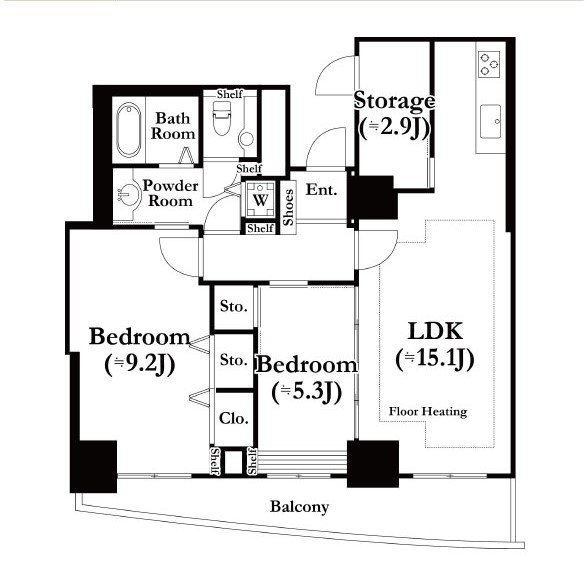 Shelf
Bath
Room
Storage
(≒2.9J)
Shelf
Powder
Room
W
Shoes
Ent.
Shelf
Sto.
Bedroom
(≒9.2J)
Sto.
Bedroom
(≒5.3J)
LDK
(≒15.1J)
Clo.
Floor Heating
Shelf
Shelf
Balcony